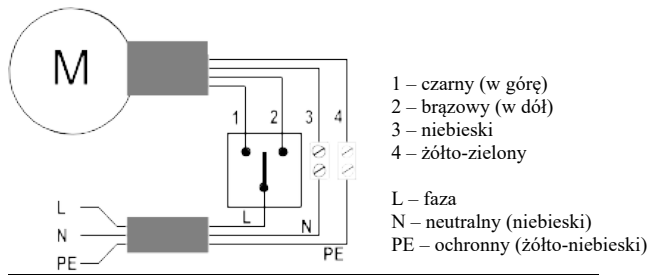 M
1 – czarny (w górę)
2 – brązowy (w dół)
3 – niebieski
4 – żółto-zielony
1 2 3 4
L – faza
N – neutralny (niebieski)
PE – ochronny (żółto-niebieski)
L
N
PE
L
N
PE